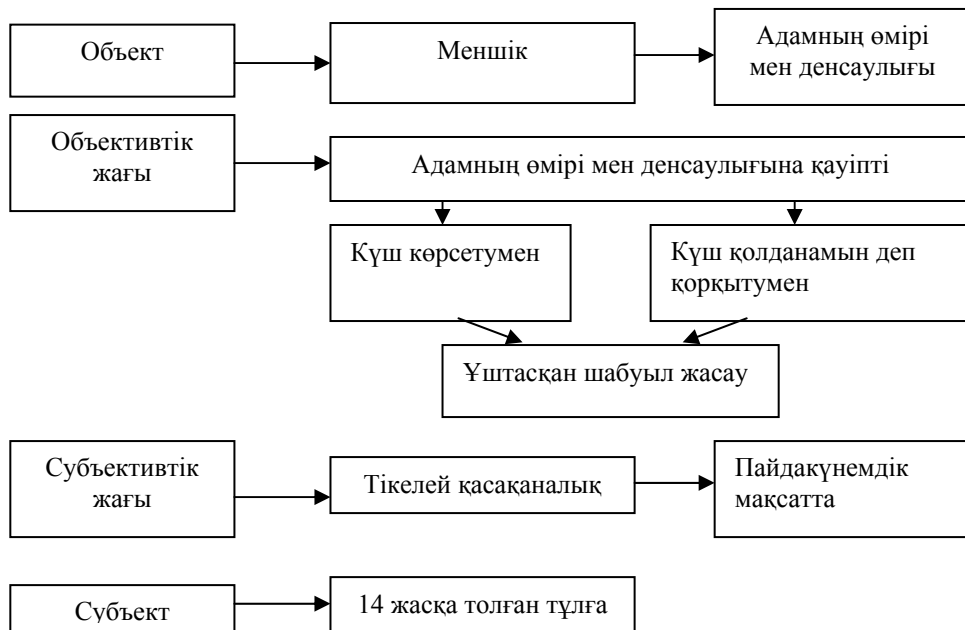 Объект
Меншік
Адамның өмірі
мен денсаулығы
Объективтік
жағы
Адамның өмірі мен денсаулығына қауіпті
Күш көрсетумен
Күш қолданамын деп
қорқытумен
Ұштасқан шабуыл жасау
Субъективтік
жағы
Тікелей қасақаналық
Пайдакүнемдік
мақсатта
Субъект
14 жасқа толған тұлға